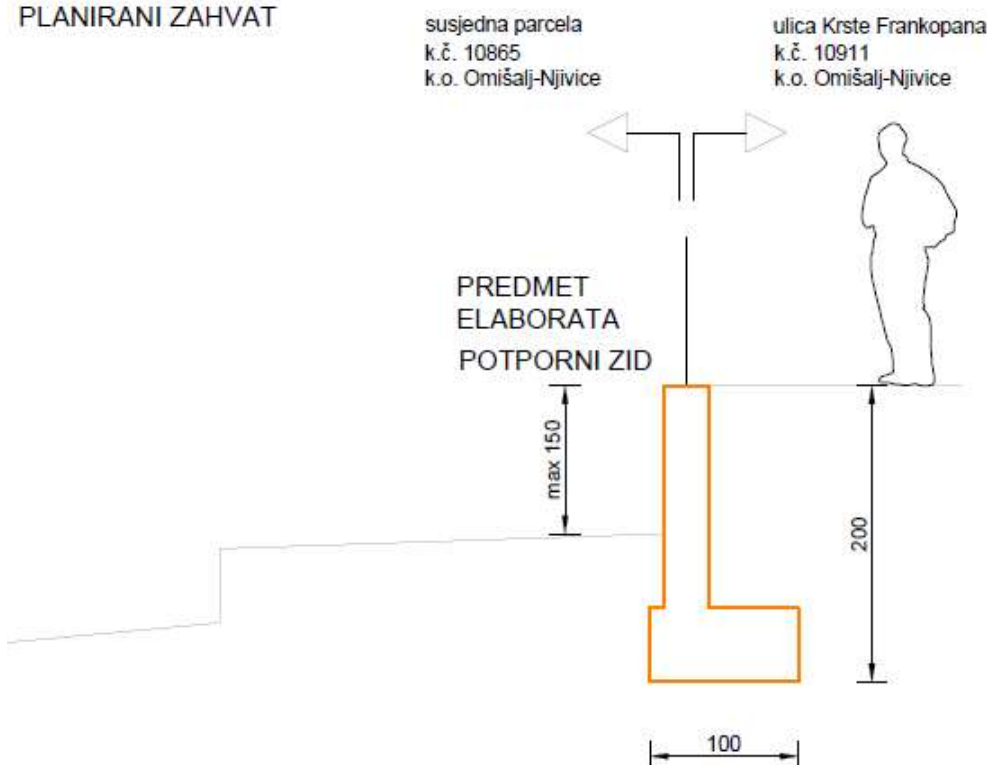 PLANIRANI ZAHVAT
susjedna parcela
k.č. 10865
k.o. Omišalj-Njivice
ulica Krste Frankopana
k.č. 10911
k.o. Omišalj-Njivice
PREDMET
ELABORATA
POTPORNI ZID
max 150
200
100